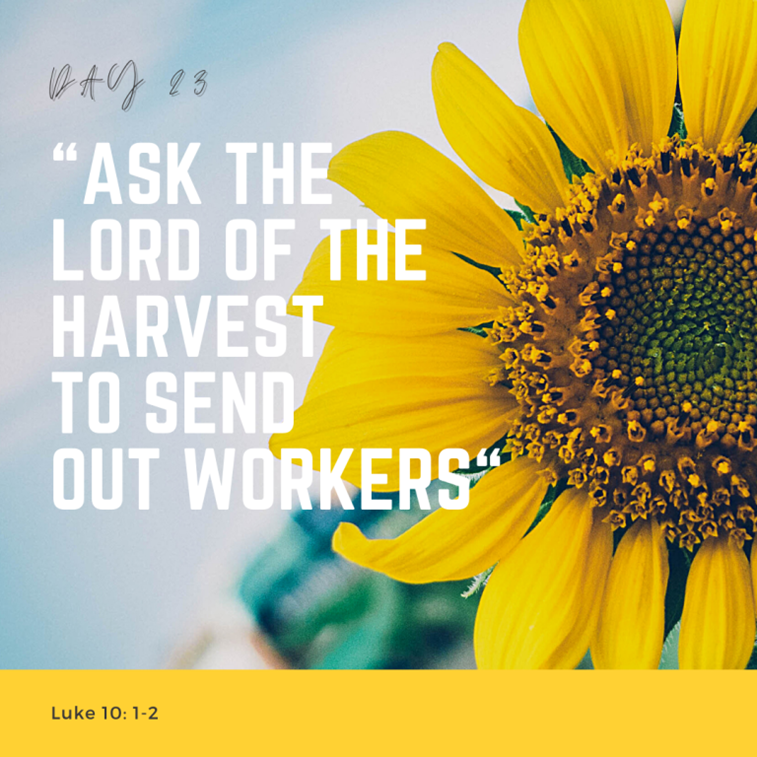 DAY 23
“ASK THE
LORD OF THE
HARVEST
TO SEND
OUT WORKERS“
Luke 10: 1-2